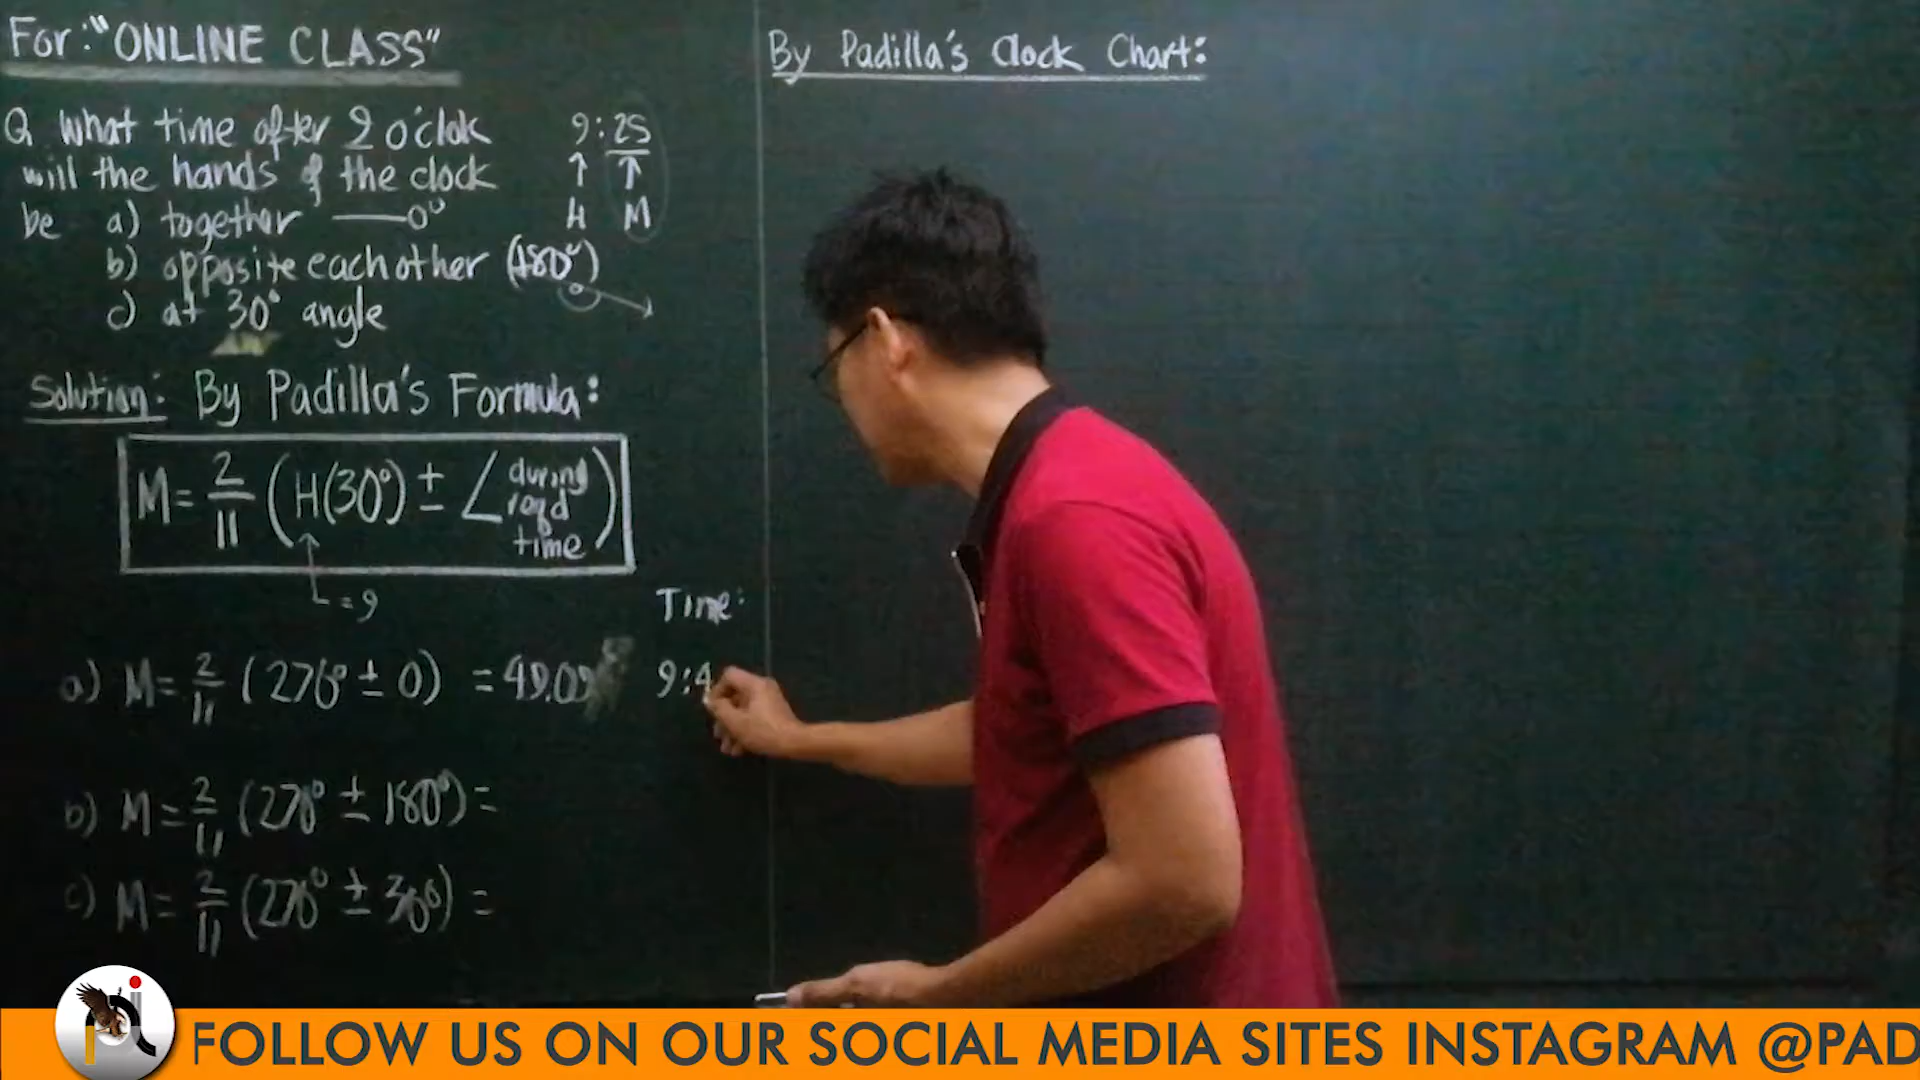 For: "ONLINE CLASS"
Q What time after 9 o'clok
will the hands of the clock
be a) together — 0°
b) opposite each other (180°)
c) at 30° angle
9:25
↑ ↑
H M
Solution: By Padilla's Formula:
M = 2/11 (H(30°) ± ∠ during reqd time)
= 9
Time:
a) M = 2/11 (270° ± 0) = 49.09 9:4
b) M = 2/11 (270° ± 180°) =
c) M = 2/11 (270° ± 30°) =
By Padilla's Clock Chart:
FOLLOW US ON OUR SOCIAL MEDIA SITES INSTAGRAM @PAD